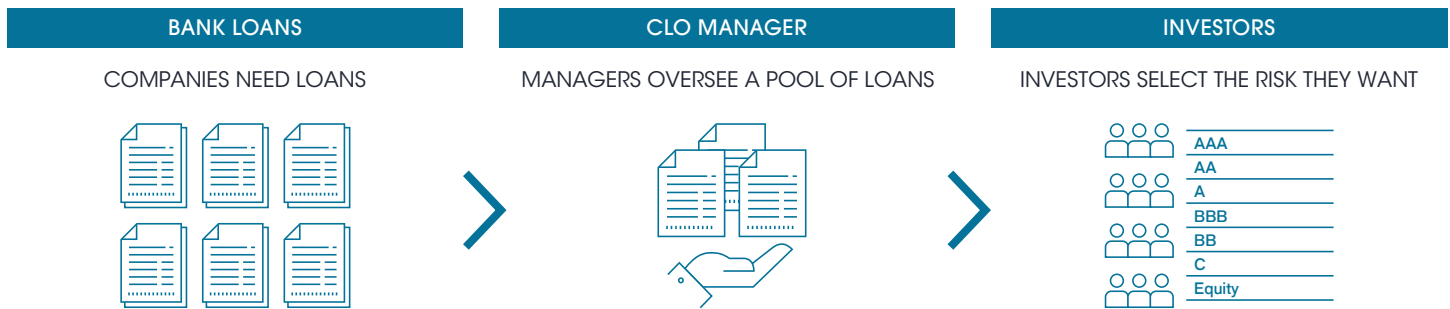 BANK LOANS
COMPANIES NEED LOANS
CLO MANAGER
MANAGERS OVERSEE A POOL OF LOANS
INVESTORS
INVESTORS SELECT THE RISK THEY WANT
AAA
AA
A
BBB
BB
C
Equity